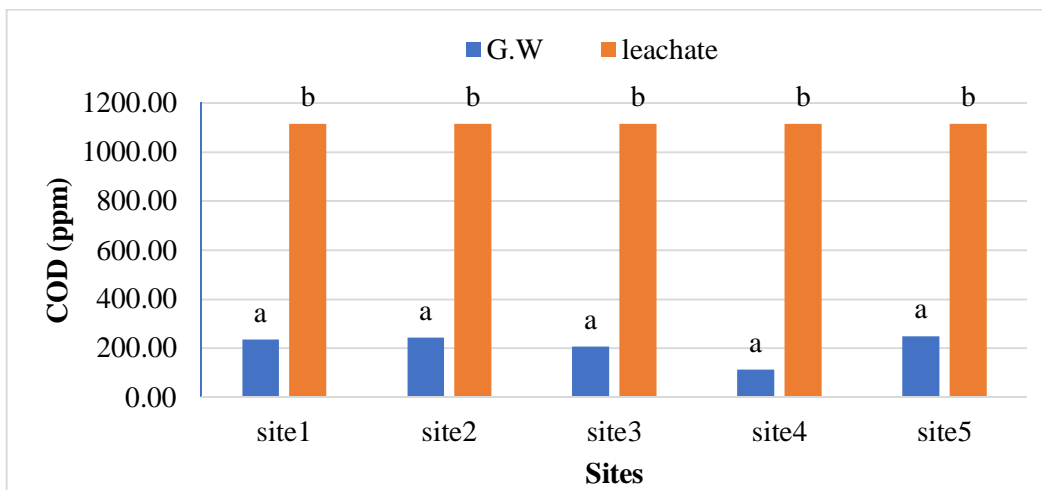 G.W leachate
COD (ppm)
1200.00
1000.00
800.00
600.00
400.00
200.00
0.00
b b b b b
a a a a a
site1 site2 site3 site4 site5
Sites